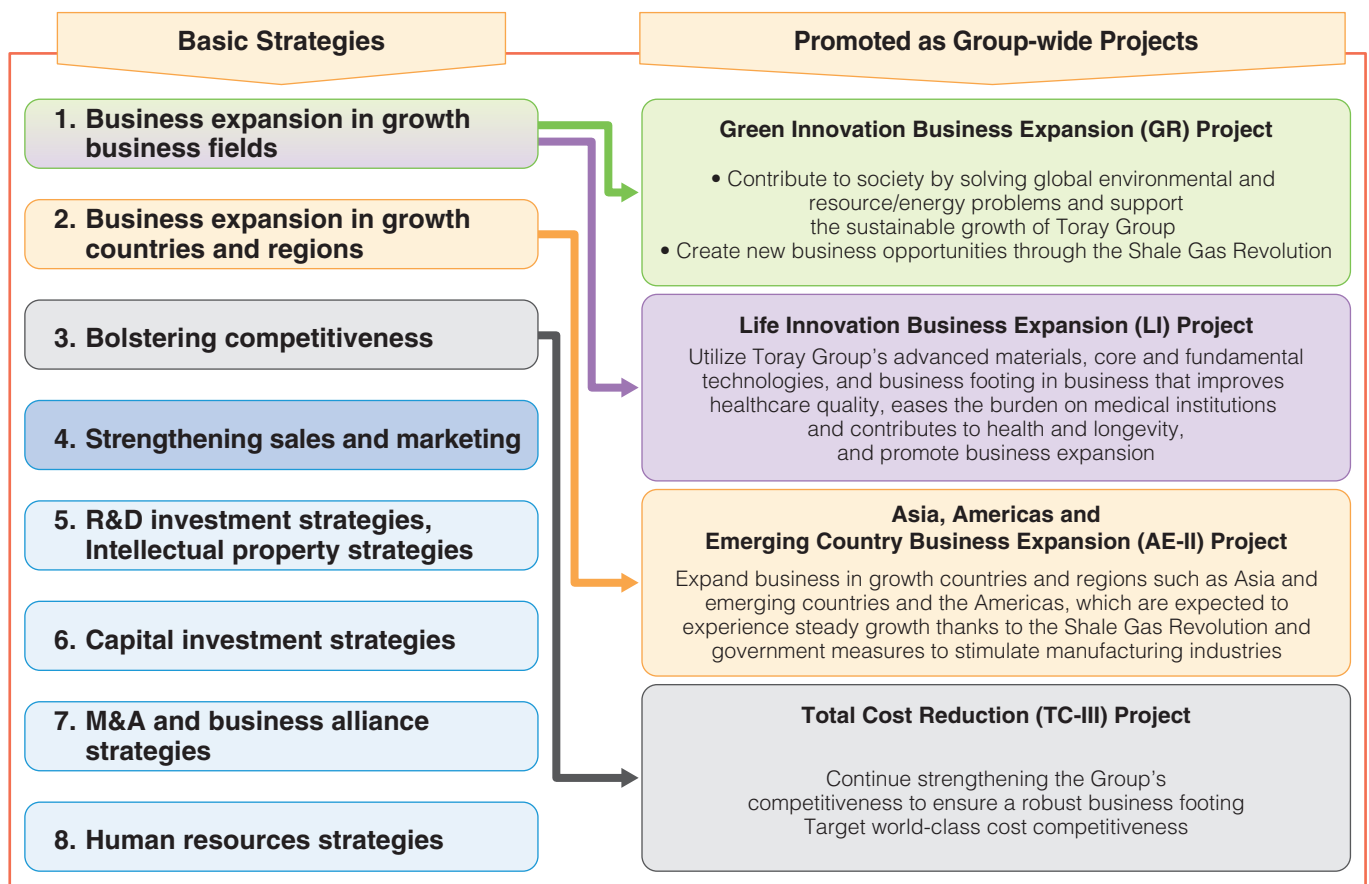 Basic Strategies
1. Business expansion in growth
business fields
2. Business expansion in growth
countries and regions
3. Bolstering competitiveness
4. Strengthening sales and marketing
5. R&D investment strategies,
Intellectual property strategies
6. Capital investment strategies
7. M&A and business alliance
strategies
8. Human resources strategies
Promoted as Group-wide Projects
Green Innovation Business Expansion (GR) Project
• Contribute to society by solving global environmental and
resource/energy problems and support
the sustainable growth of Toray Group
• Create new business opportunities through the Shale Gas Revolution
Life Innovation Business Expansion (LI) Project
Utilize Toray Group's advanced materials, core and fundamental
technologies, and business footing in business that improves
healthcare quality, eases the burden on medical institutions
and contributes to health and longevity,
and promote business expansion
Asia, Americas and
Emerging Country Business Expansion (AE-II) Project
Expand business in growth countries and regions such as Asia and
emerging countries and the Americas, which are expected to
experience steady growth thanks to the Shale Gas Revolution and
government measures to stimulate manufacturing industries
Total Cost Reduction (TC-III) Project
Continue strengthening the Group's
competitiveness to ensure a robust business footing
Target world-class cost competitiveness